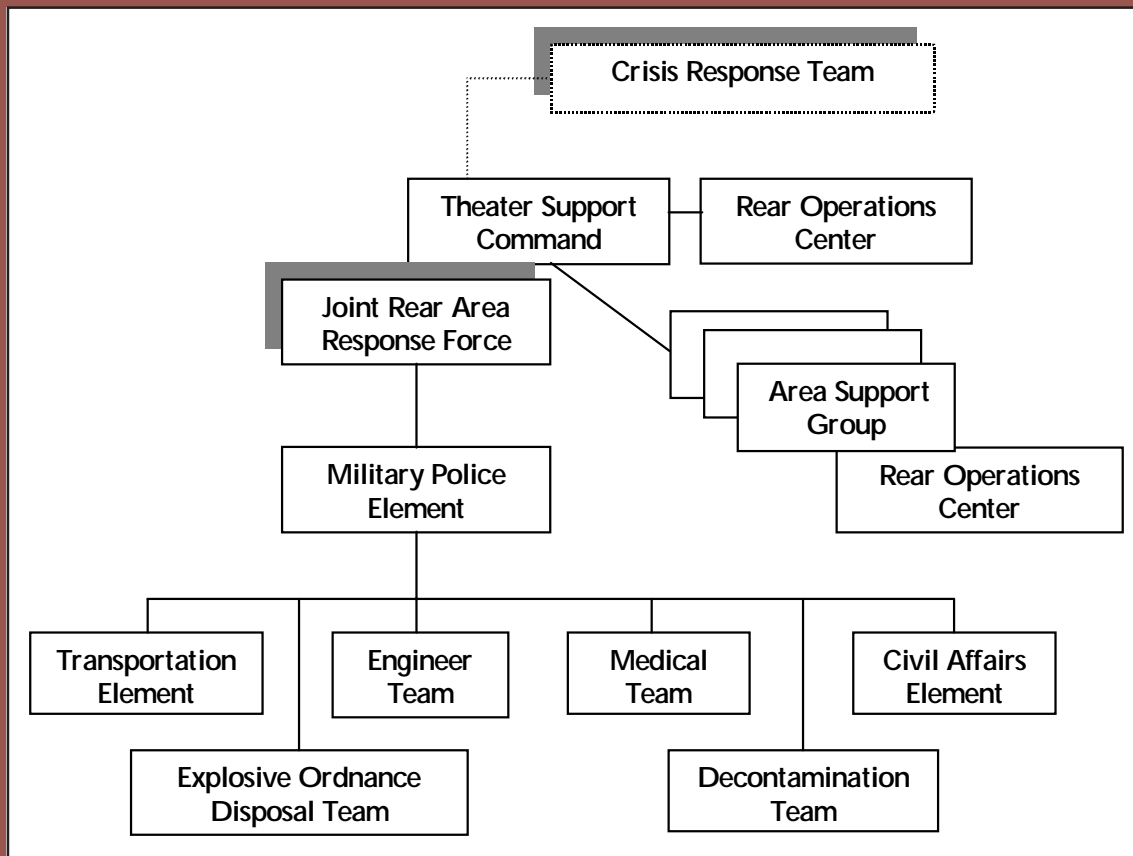 Crisis Response Team
Theater Support
Command
Rear Operations
Center
Joint Rear Area
Response Force
Area Support
Group
Military Police
Element
Rear Operations
Center
Transportation
Element
Engineer
Team
Medical
Team
Civil Affairs
Element
Explosive Ordnance
Disposal Team
Decontamination
Team